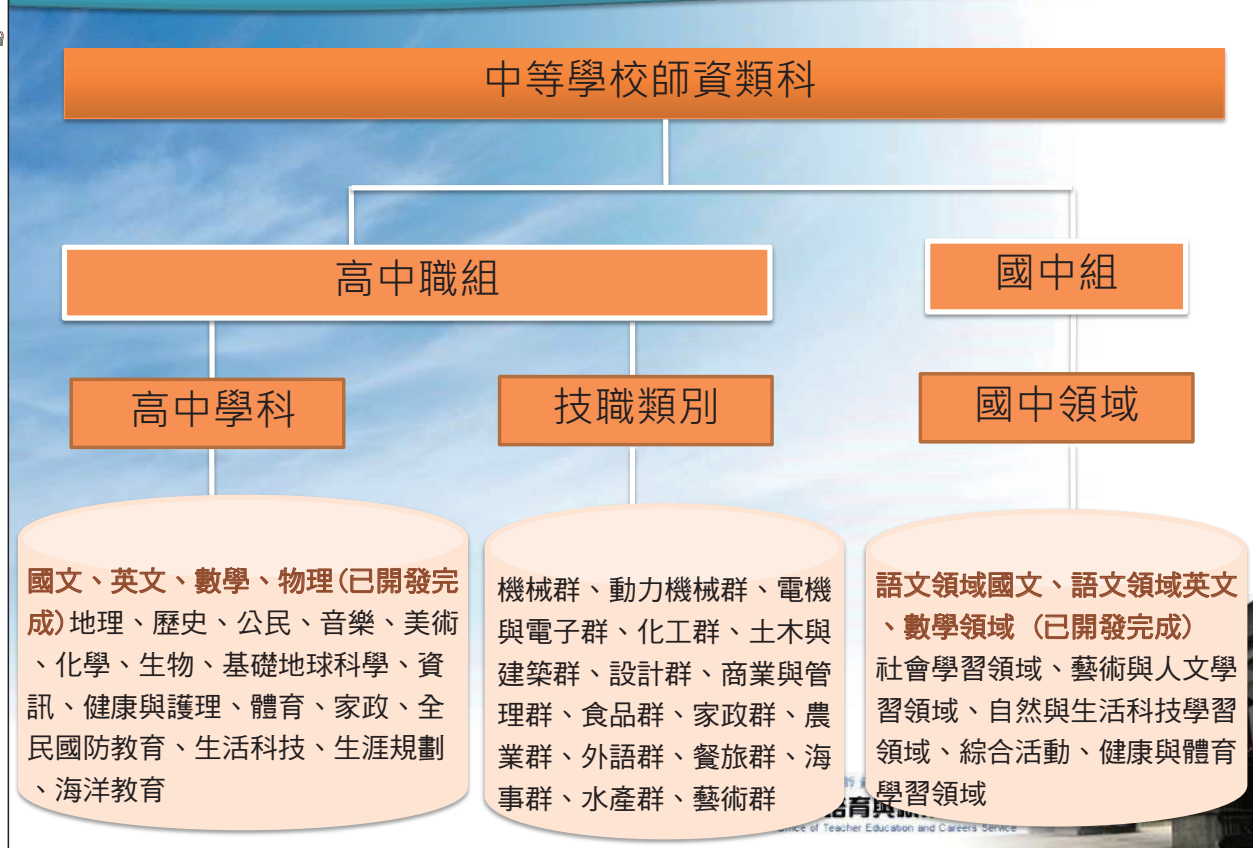 中等學校師資類科
高中職組
國中組
高中學科
技職類別
國中領域
國文、英文、數學、物理(已開發完
成)地理、歷史、公民、音樂、美術
、化學、生物、基礎地球科學、資
訊、健康與護理、體育、家政、全
民國防教育、生活科技、生涯規劃
、海洋教育
機械群、動力機械群、電機
與電子群、化工群、土木與
建築群、設計群、商業與管
理群、食品群、家政群、農
業群、外語群、餐旅群、海
事群、水產群、藝術群
語文領域國文、語文領域英文
、數學領域 (已開發完成)
社會學習領域、藝術與人文學
習領域、自然與生活科技學習
領域、綜合活動、健康與體育
學習領域
育與
of Teacher Education and Careers Service